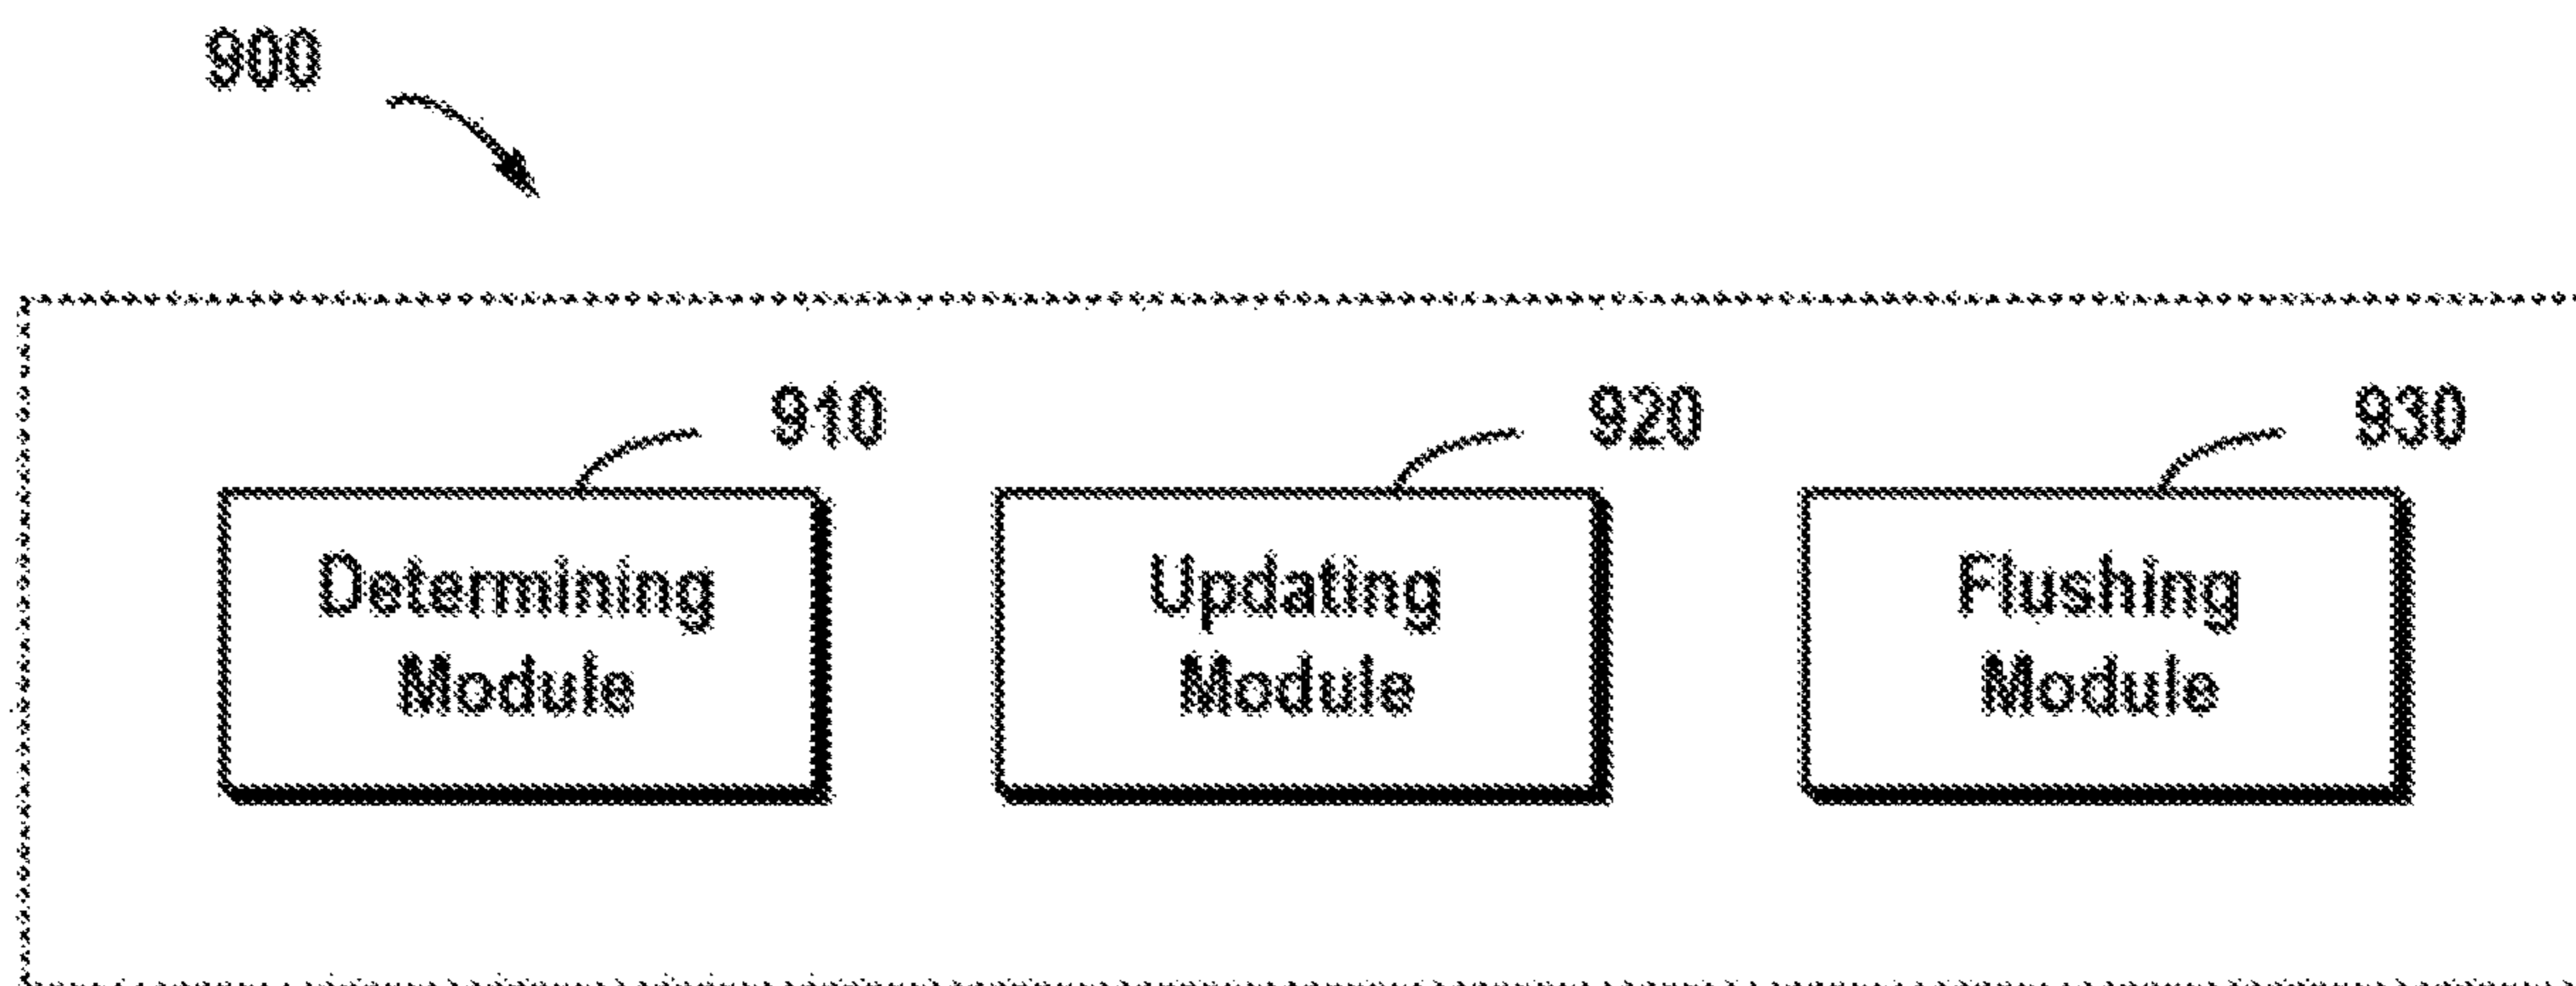 900
910
920
930
Determining
Module
Updating
Module
Flushing
Module